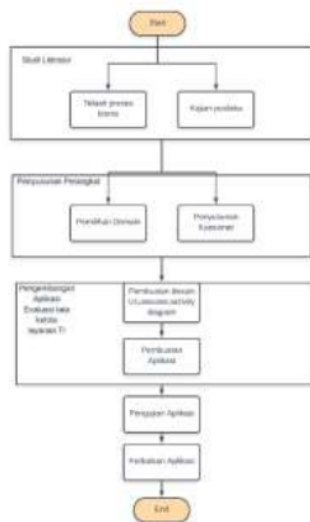 Start
Studi Literatur
Telaah proses
bisnis
Kajian pustaka
Penyusunan Perangkat
Pemilihan Domain
Penyusunan
Kuesioner
Pengembangan
Aplikasi
Evaluasi tata
kelola
layanan TI
Pembuatan desain
UI, usecase, activity
diagram
Pembuatan
Aplikasi
Pengujian Aplikasi
Perbaikan Aplikasi
End